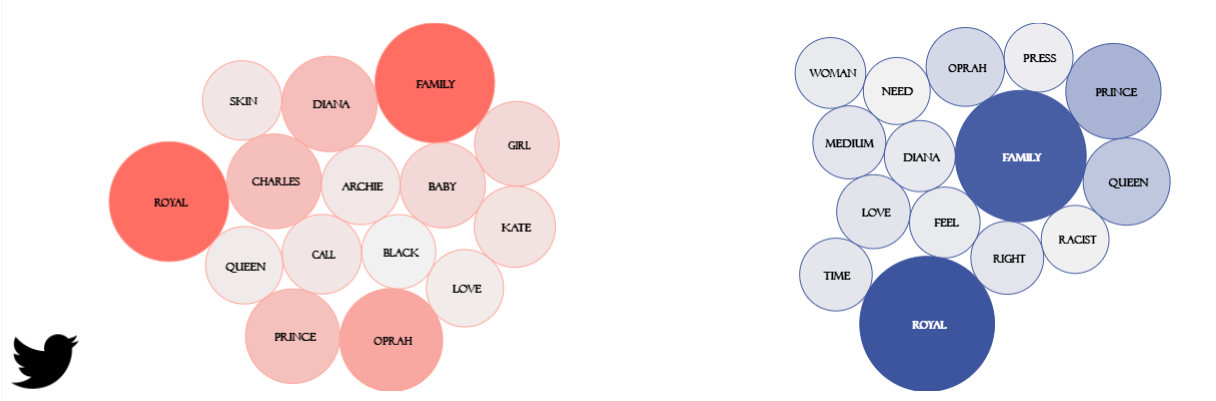 FAMILY
SKIN
DIANA
GIRL
CHARLES
ARCHIE
BABY
ROYAL
KATE
CALL
BLACK
QUEEN
LOVE
PRINCE
OPRAH
PRESS
OPRAH
WOMAN
NEED
PRINCE
MEDIUM
DIANA
FAMILY
QUEEN
LOVE
FEEL
RACIST
RIGHT
TIME
ROYAL